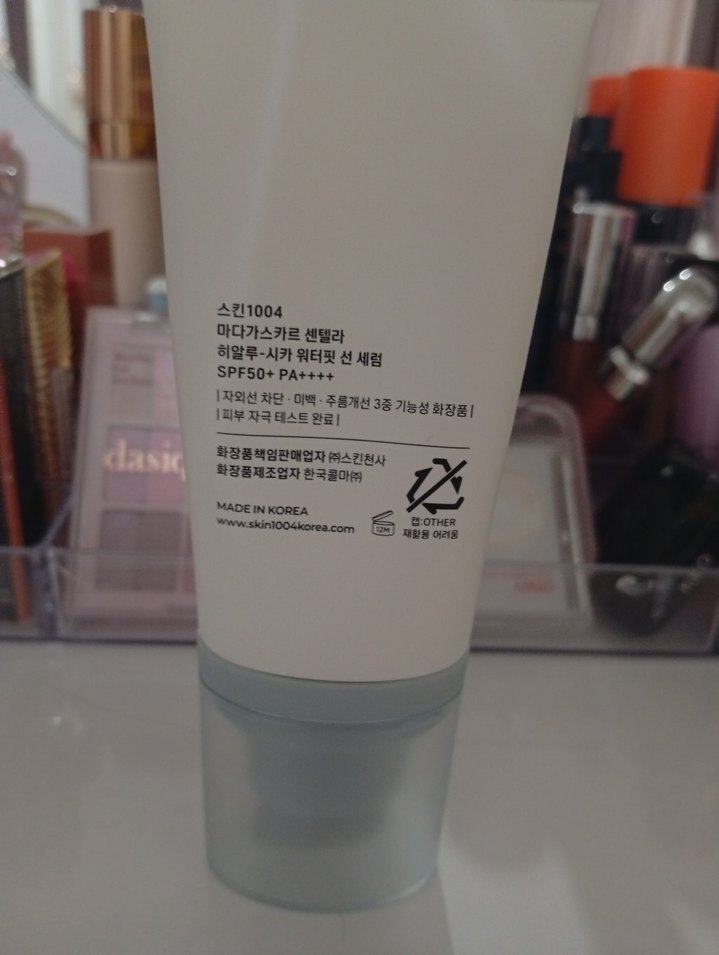 스킨1004
마다가스카르 센텔라
히알루-시카 워터핏 선 세럼
SPF50+ PA++++
| 자외선 차단 · 미백 · 주름개선 3중 기능성 화장품 |
| 피부 자극 테스트 완료 |
화장품책임판매업자 ㈜스킨천사
화장품제조업자 한국콜마㈜
MADE IN KOREA
www.skin1004korea.com
12M
캡:OTHER
재활용 어려움
dasiq